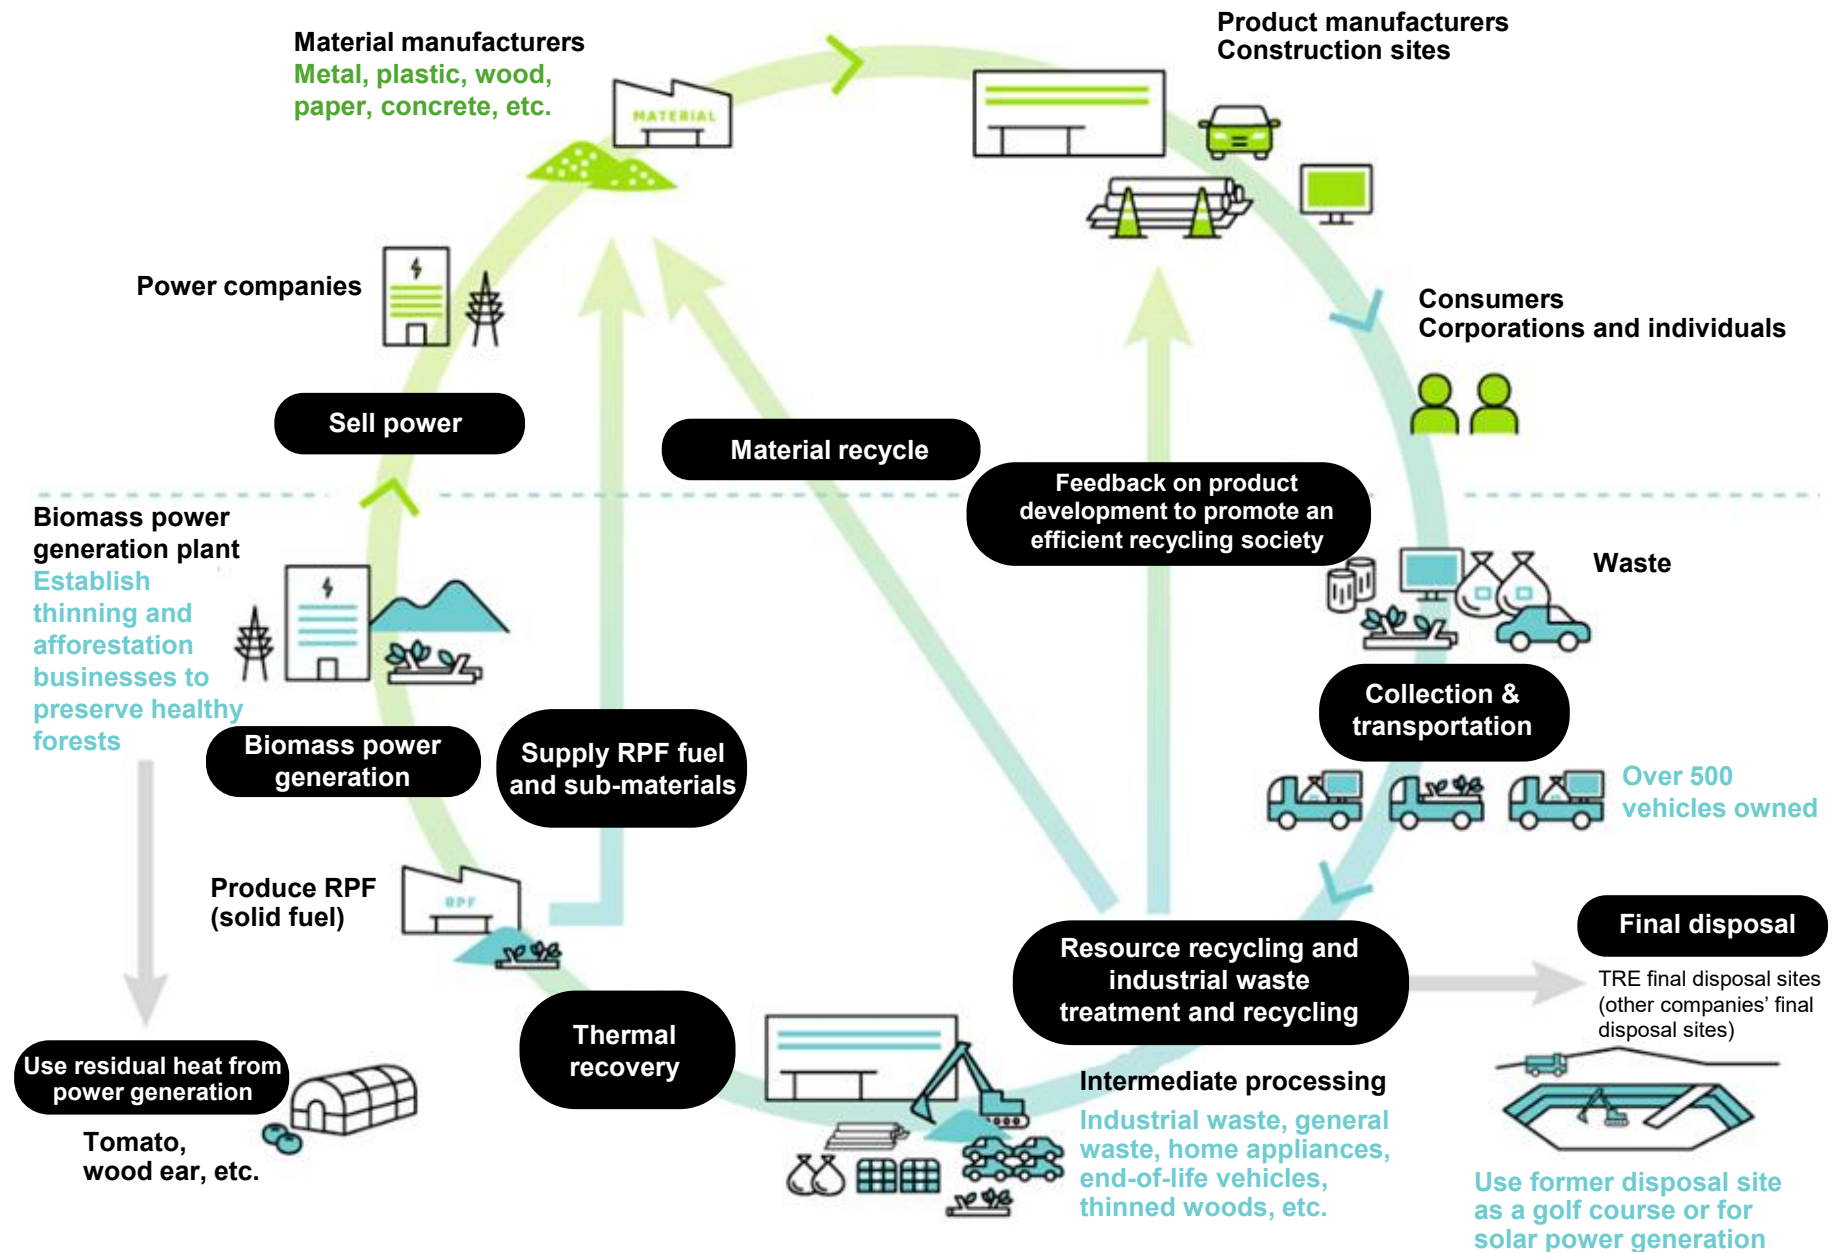 Material manufacturers
Metal, plastic, wood,
paper, concrete, etc.
MATERIAL
Product manufacturers
Construction sites
Power companies
Consumers
Corporations and individuals
Sell power
Material recycle
Feedback on product
development to promote an
efficient recycling society
Biomass power
generation plant
Establish
thinning and
afforestation
businesses to
preserve healthy
forests
Waste
Collection &
transportation
Over 500
vehicles owned
Biomass power
generation
Supply RPF fuel
and sub-materials
Produce RPF
(solid fuel)
RPF
Resource recycling and
industrial waste
treatment and recycling
Final disposal
TRE final disposal sites
(other companies’ final
disposal sites)
Thermal
recovery
Use residual heat from
power generation
Tomato,
wood ear, etc.
Intermediate processing
Industrial waste, general
waste, home appliances,
end-of-life vehicles,
thinned woods, etc.
Use former disposal site
as a golf course or for
solar power generation